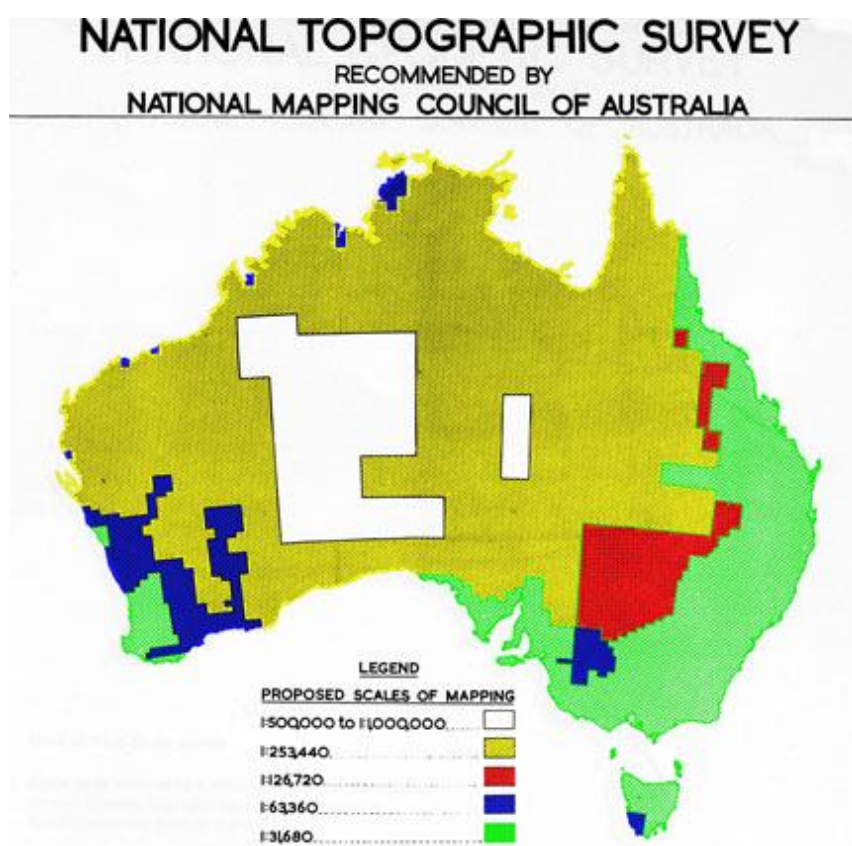 NATIONAL TOPOGRAPHIC SURVEY
RECOMMENDED BY
NATIONAL MAPPING COUNCIL OF AUSTRALIA
LEGEND
PROPOSED SCALES OF MAPPING
1:500,000 to 1:1,000,000
1:253,440
1:126,720
1:63,360
1:31,680